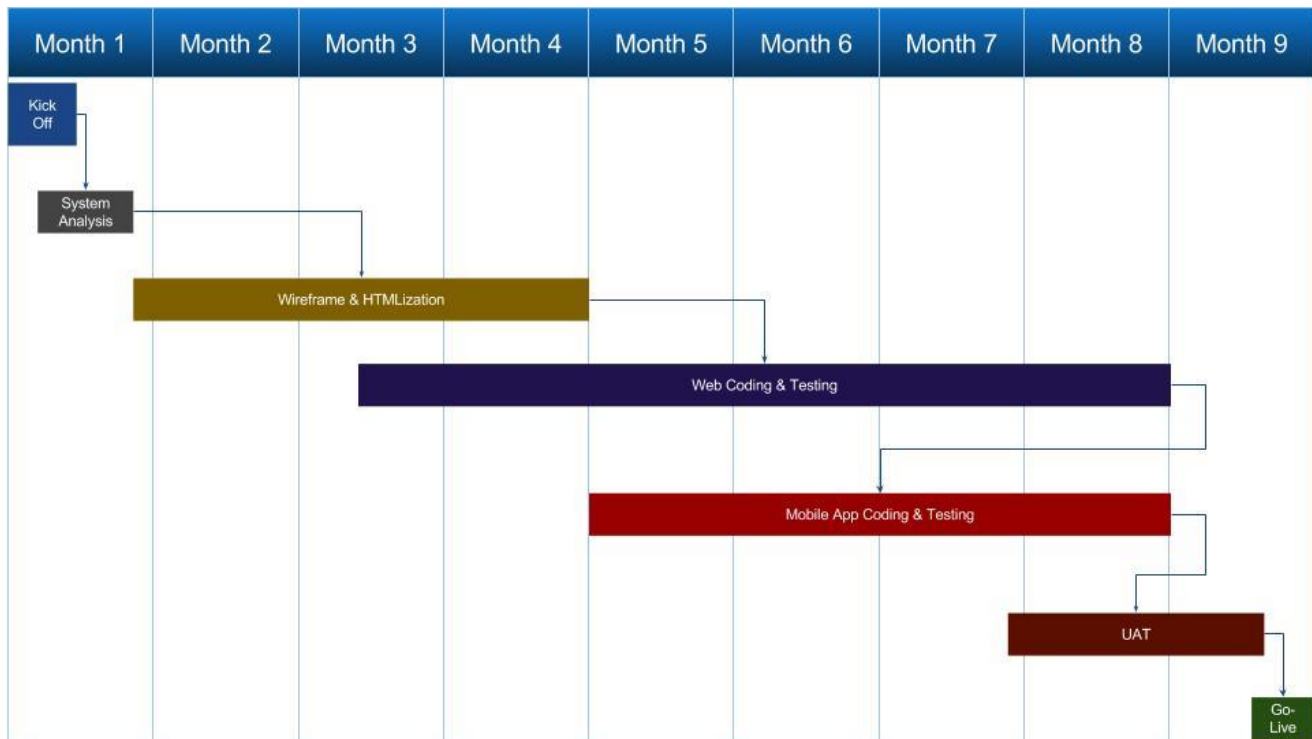 Month 1
Month 2
Month 3
Month 4
Month 5
Month 6
Month 7
Month 8
Month 9
Kick
Off
System
Analysis
Wireframe & HTMLization
Web Coding & Testing
Mobile App Coding & Testing
UAT
Go-
Live